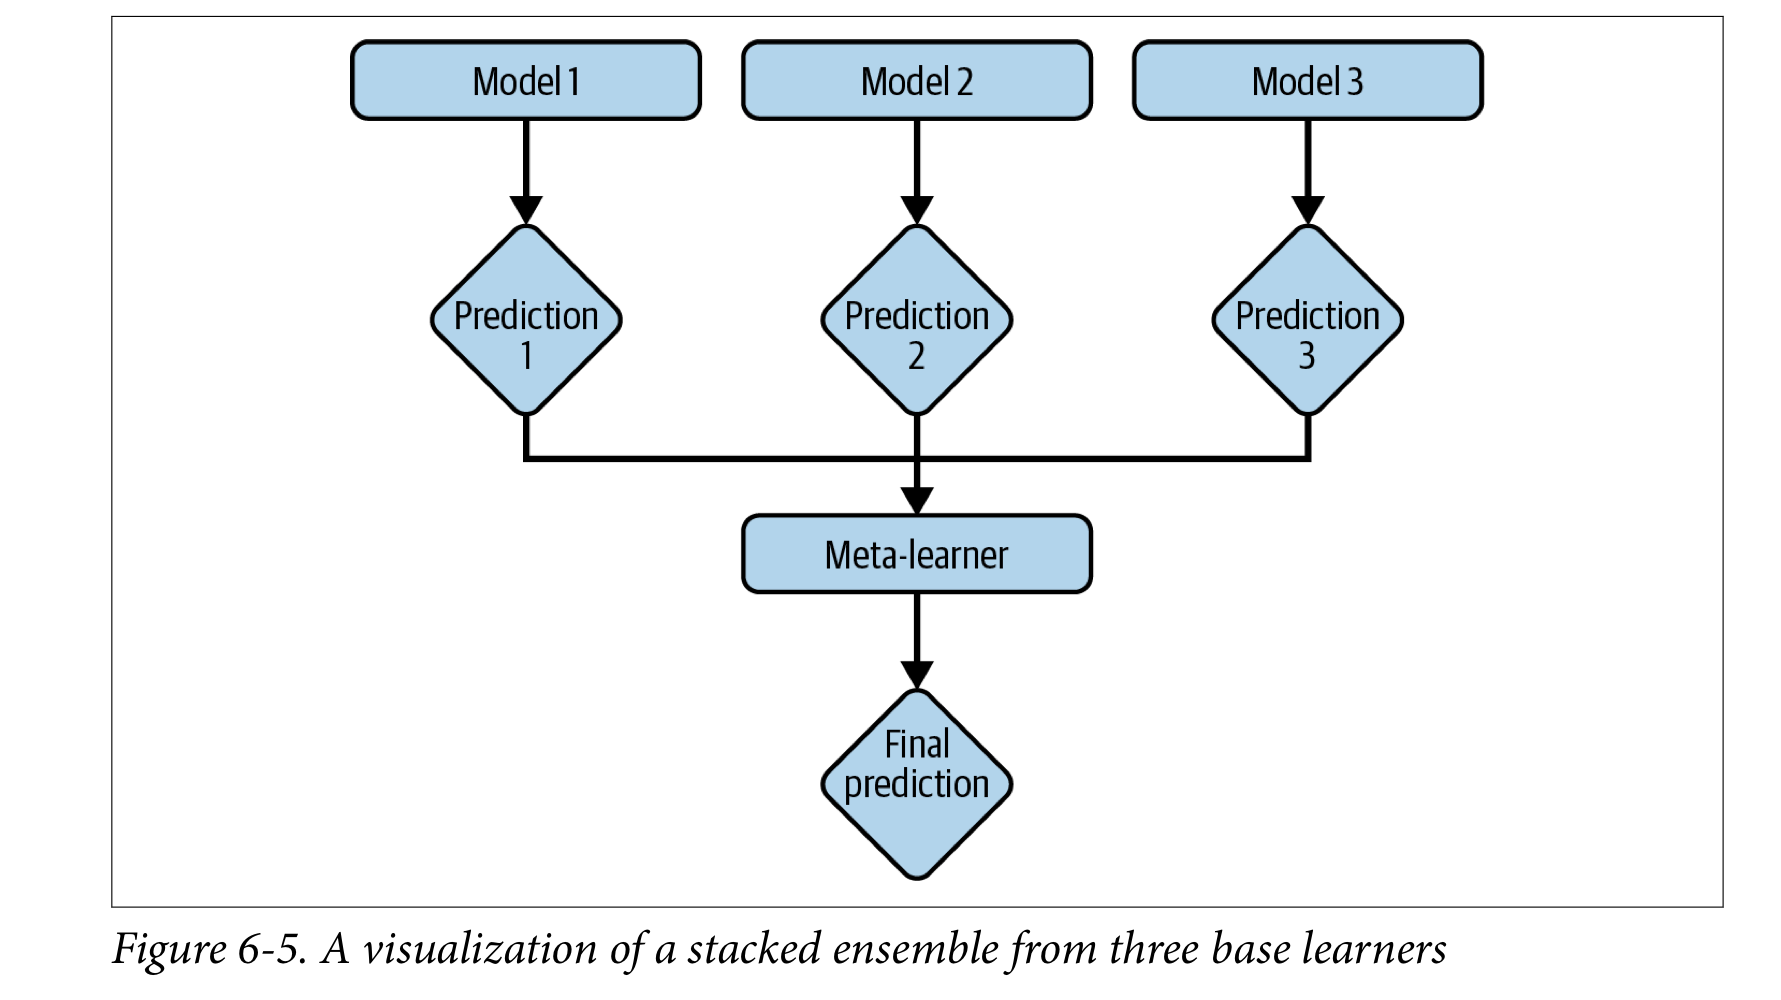 Model 1
Model 2
Model 3
Prediction
1
Prediction
2
Prediction
3
Meta-learner
Final
prediction
Figure 6-5. A visualization of a stacked ensemble from three base learners